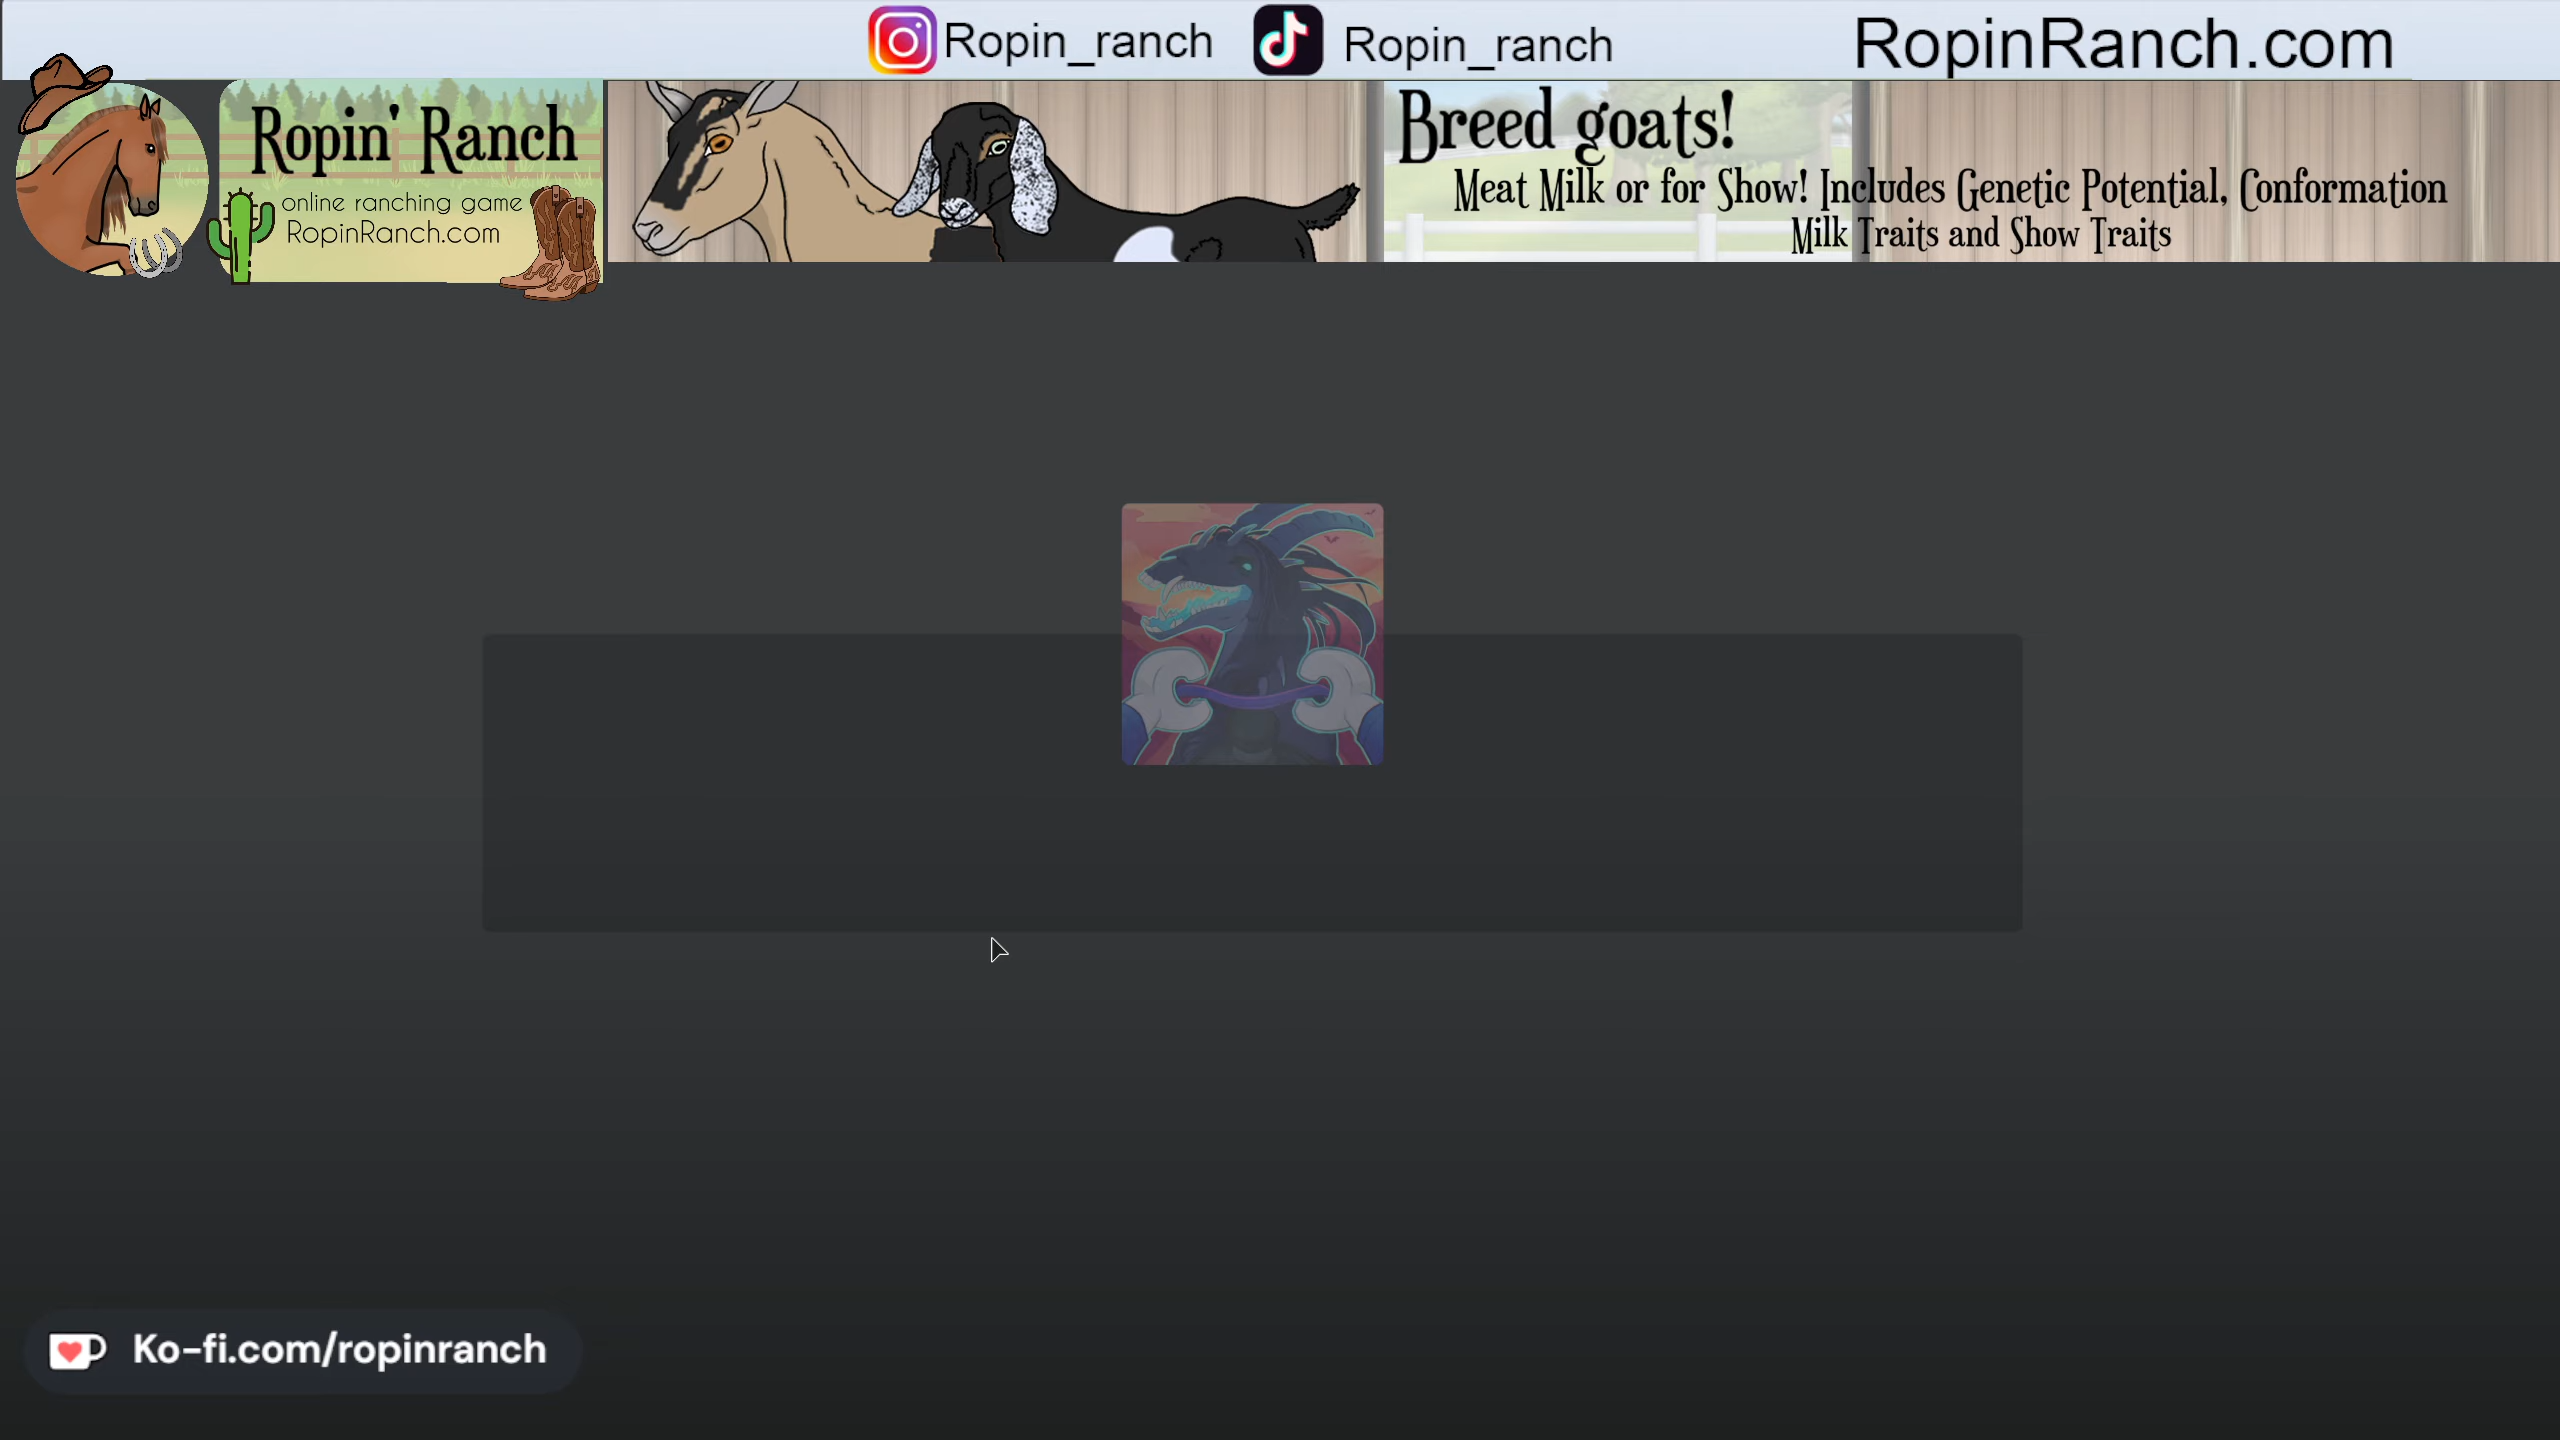 Ropin_ranch
Ropin_ranch
RopinRanch.com
Ropin' Ranch
online ranching game
RopinRanch.com
Breed goats!
Meat Milk or for Show! Includes Genetic Potential, Conformation
Milk Traits and Show Traits
Ko-fi.com/ropinranch